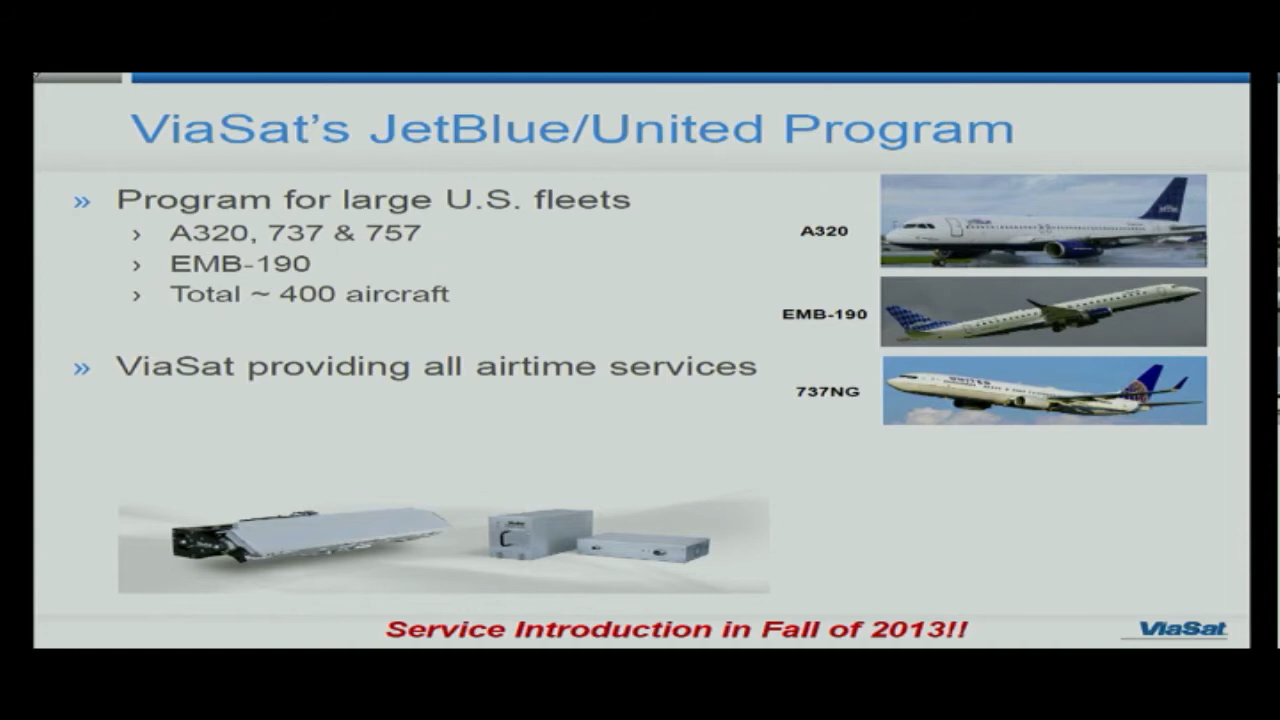 ViaSat's JetBlue/United Program
» Program for large U.S. fleets
› A320, 737 & 757
› EMB-190
› Total ~ 400 aircraft
» ViaSat providing all airtime services
A320
EMB-190
737NG
UNITED
Service Introduction in Fall of 2013!!
ViaSat